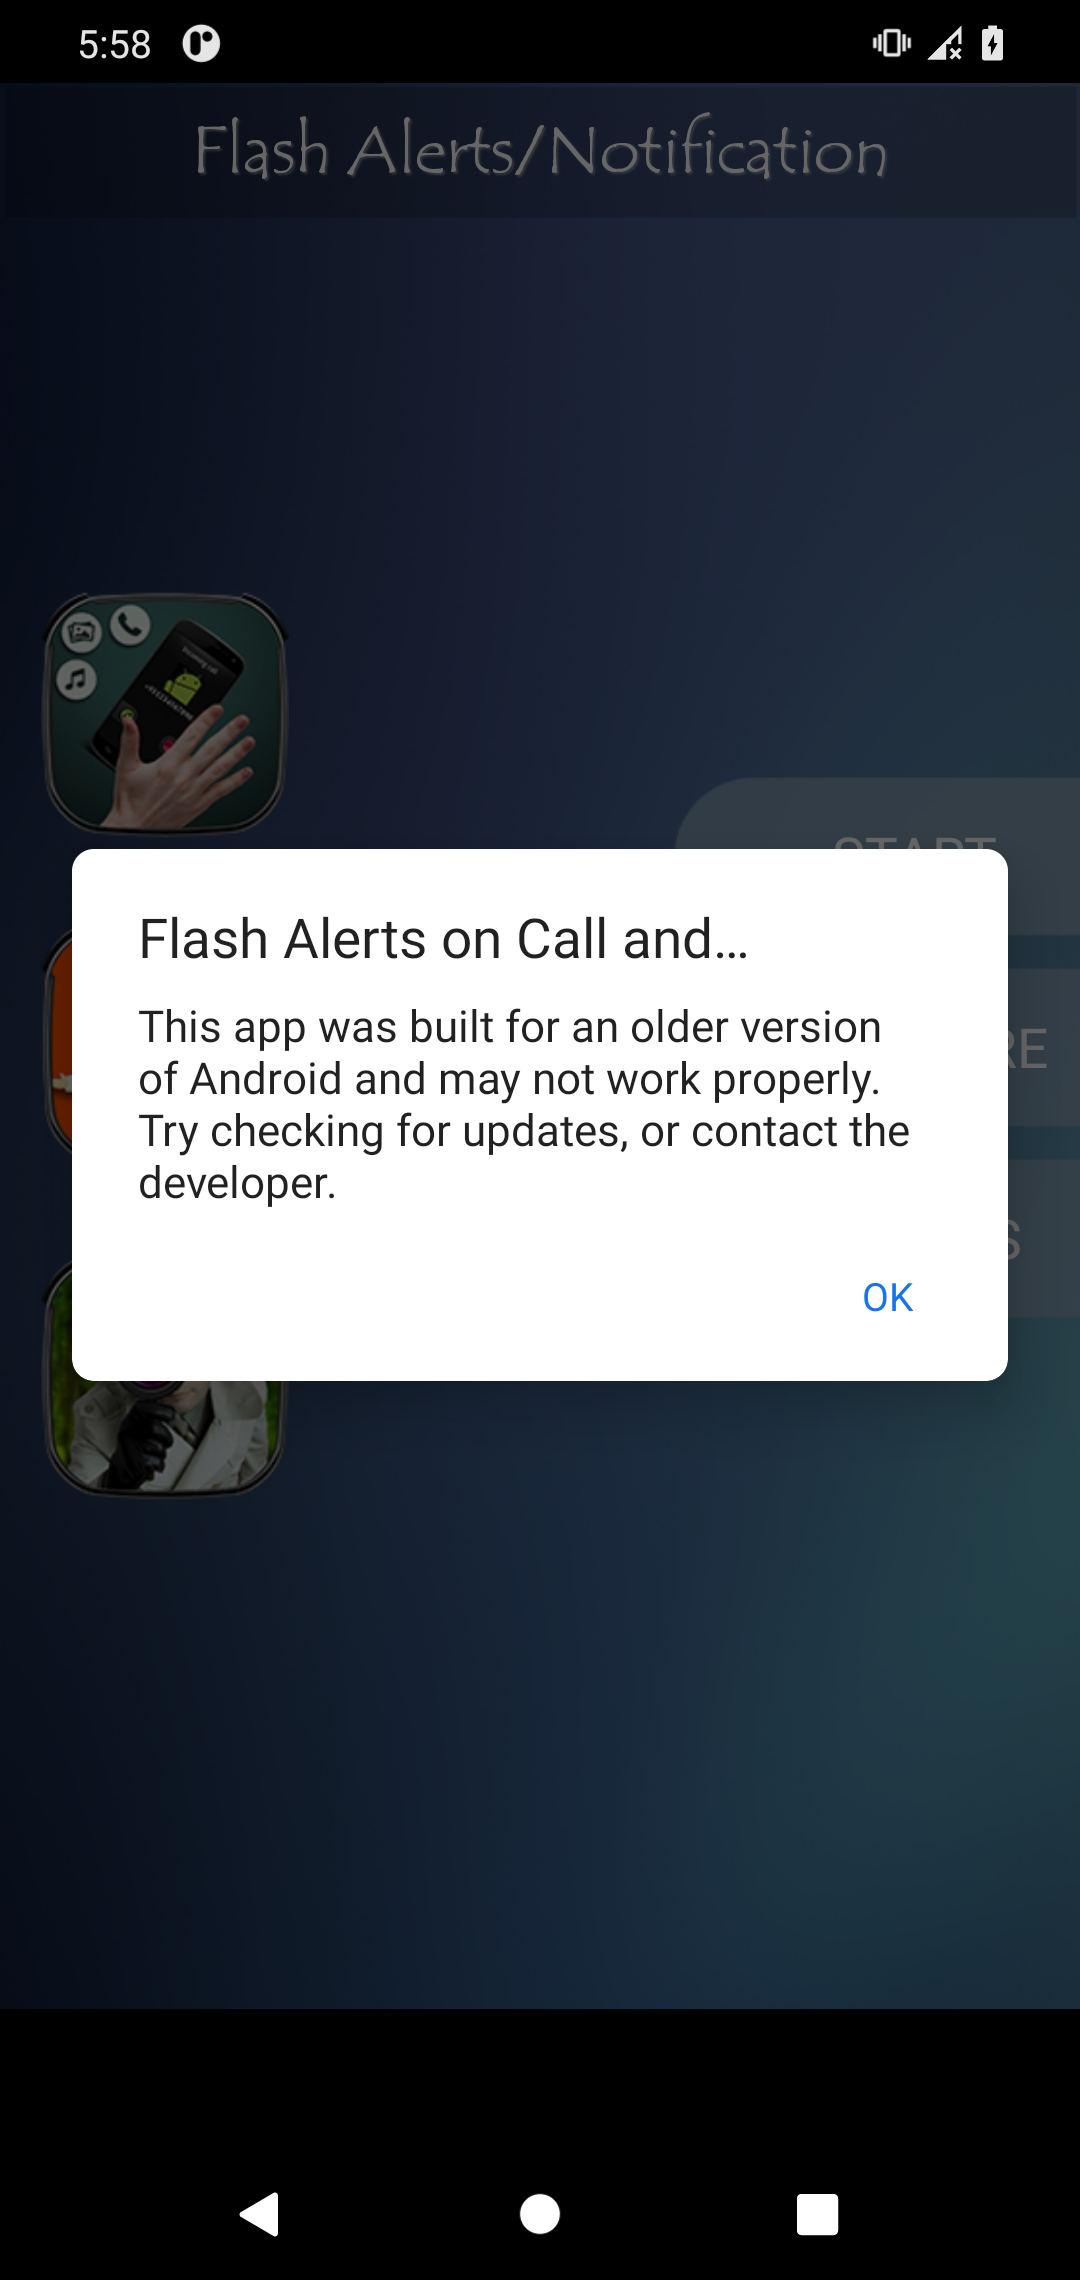 5:58
Flash Alerts/Notification
START
Flash Alerts on Call and...
This app was built for an older version
of Android and may not work properly.
Try checking for updates, or contact the
developer.
OK